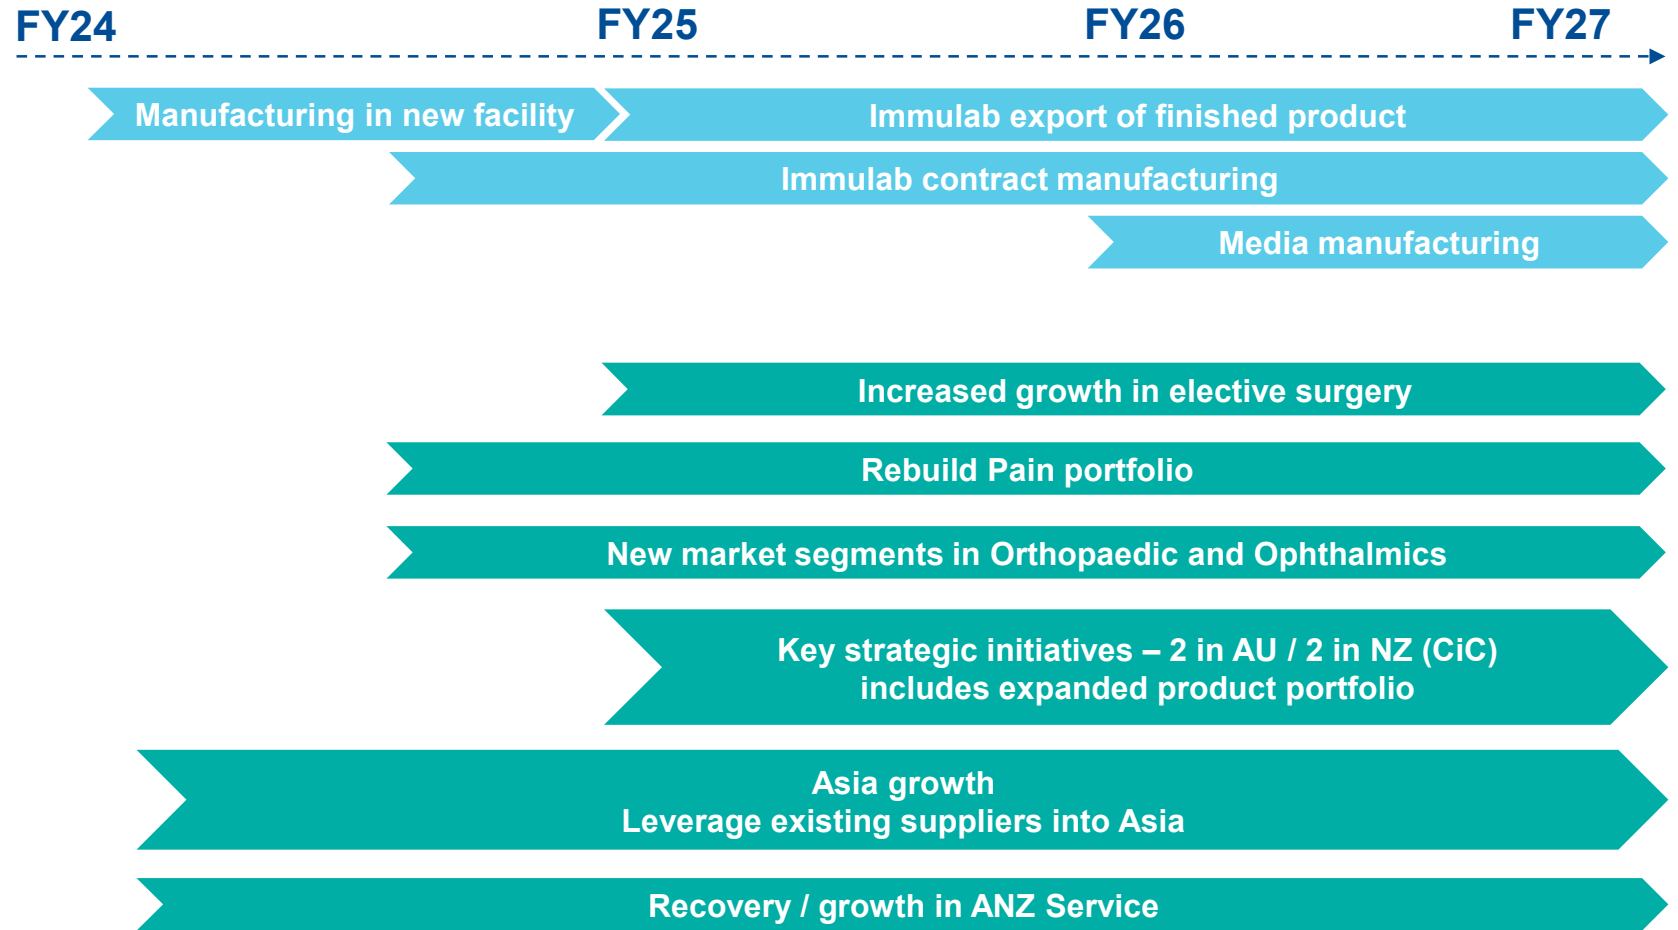 FY24 FY25 FY26 FY27
Manufacturing in new facility
Immulab export of finished product
Immulab contract manufacturing
Media manufacturing
Increased growth in elective surgery
Rebuild Pain portfolio
New market segments in Orthopaedic and Ophthalmics
Key strategic initiatives – 2 in AU / 2 in NZ (CiC)
includes expanded product portfolio
Asia growth
Leverage existing suppliers into Asia
Recovery / growth in ANZ Service